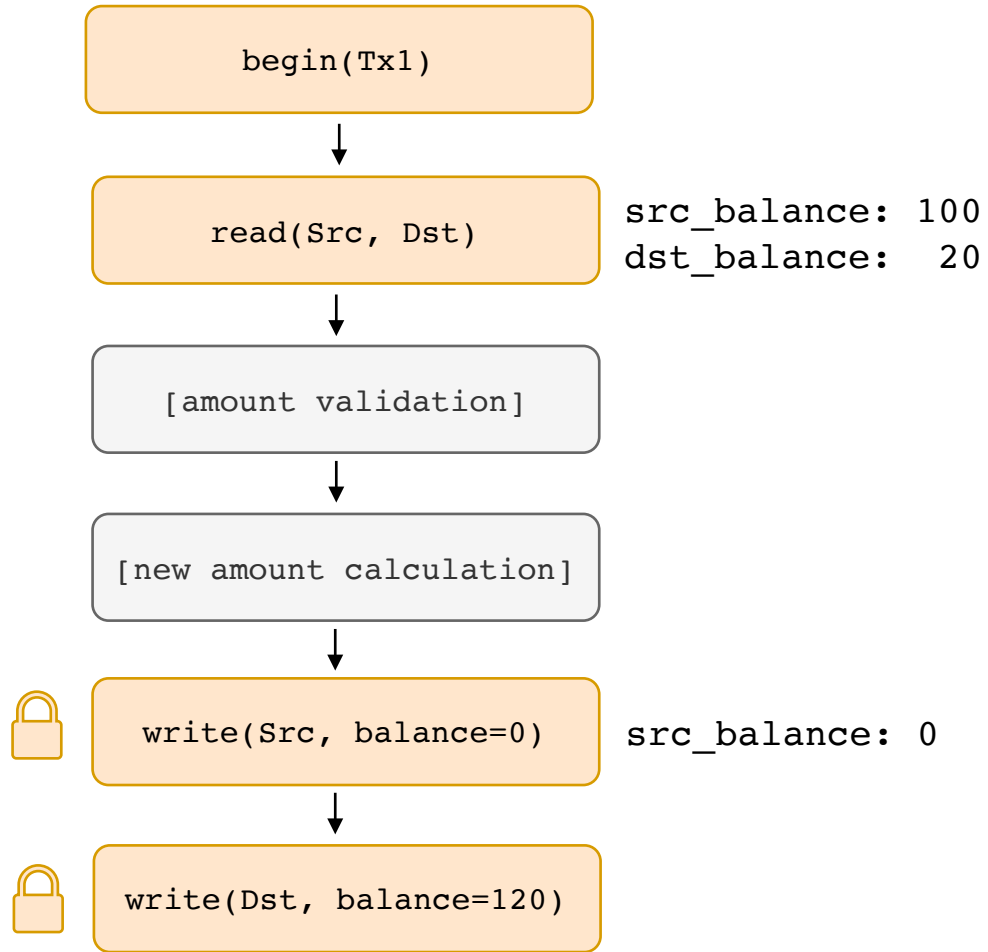 begin(Tx1)
read(Src, Dst)
src_balance: 100
dst_balance:  20
[amount validation]
[new amount calculation]
write(Src, balance=0)
src_balance: 0
write(Dst, balance=120)